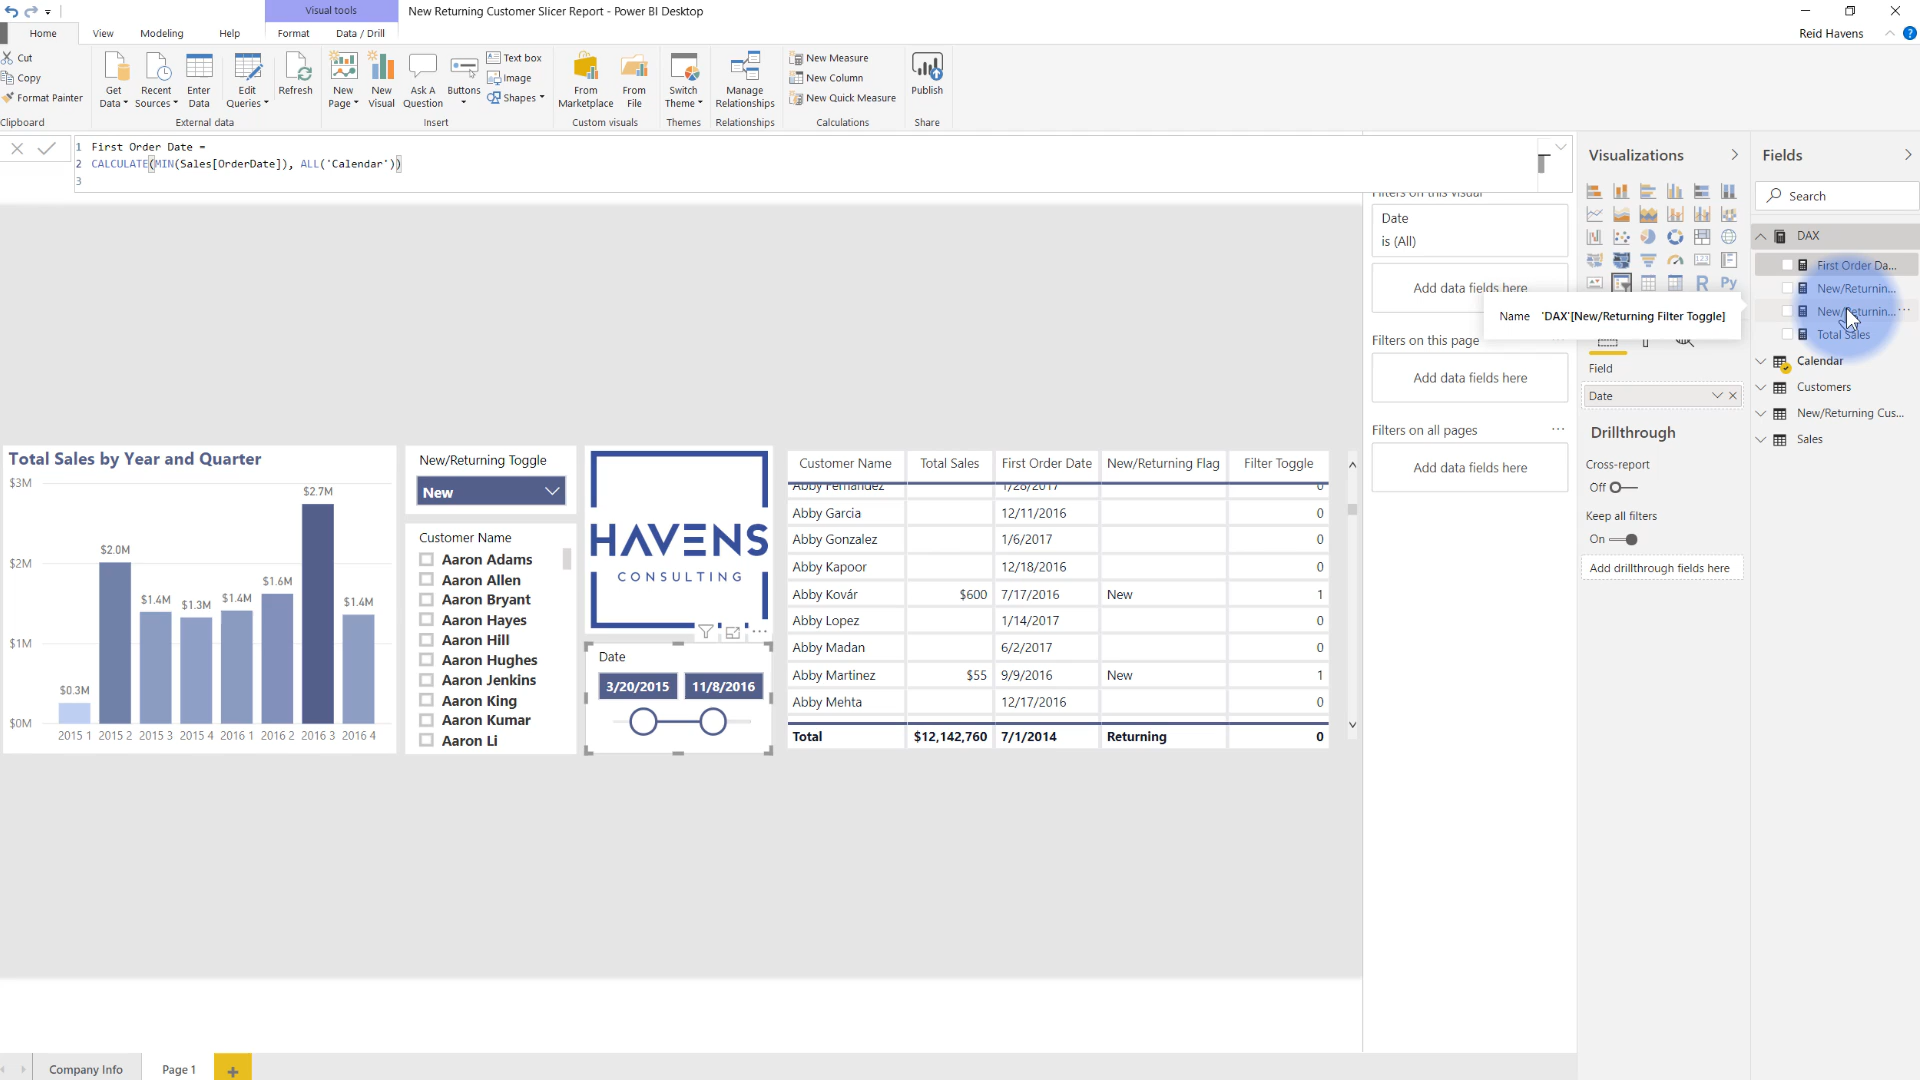 Visual tools
New Returning Customer Slicer Report - Power BI Desktop
Home
View
Modeling
Help
Format
Data / Drill
Reid Havens
Cut
Copy
Format Painter
Clipboard
Get Data
Recent Sources
Enter Data
Edit Queries
Refresh
External data
New Page
New Visual
Ask A Question
Buttons
Text box
Image
Shapes
Insert
From Marketplace
From File
Custom visuals
Switch Theme
Themes
Manage Relationships
Relationships
New Measure
New Column
New Quick Measure
Calculations
Publish
Share
1 First Order Date =
2 CALCULATE(MIN(Sales[OrderDate]), ALL('Calendar'))
3
Filters on this visual
Date
is (All)
Add data fields here
Filters on this page
Add data fields here
Filters on all pages
Add data fields here
Visualizations
R
Py
123
Name 'DAX'[New/Returning Filter Toggle]
Field
Date
Drillthrough
Cross-report
Off
Keep all filters
On
Add drillthrough fields here
Fields
Search
DAX
First Order Da...
New/Returnin...
New/Returnin...
Total Sales
Calendar
Customers
New/Returning Cus...
Sales
Total Sales by Year and Quarter
$3M
$2M
$1M
$0M
$0.3M
$2.0M
$1.4M
$1.3M
$1.4M
$1.6M
$2.7M
$1.4M
2015 1 2015 2 2015 3 2015 4 2016 1 2016 2 2016 3 2016 4
New/Returning Toggle
New
Customer Name
Aaron Adams
Aaron Allen
Aaron Bryant
Aaron Hayes
Aaron Hill
Aaron Hughes
Aaron Jenkins
Aaron King
Aaron Kumar
Aaron Li
HAVENS
CONSULTING
Date
3/20/2015 11/8/2016
Customer Name Total Sales First Order Date New/Returning Flag Filter Toggle
Abby Fernandez 1/28/2017 0
Abby Garcia 12/11/2016 0
Abby Gonzalez 1/6/2017 0
Abby Kapoor 12/18/2016 0
Abby Kovár $600 7/17/2016 New 1
Abby Lopez 1/14/2017 0
Abby Madan 6/2/2017 0
Abby Martinez $55 9/9/2016 New 1
Abby Mehta 12/17/2016 0
Total $12,142,760 7/1/2014 Returning 0
Company Info
Page 1